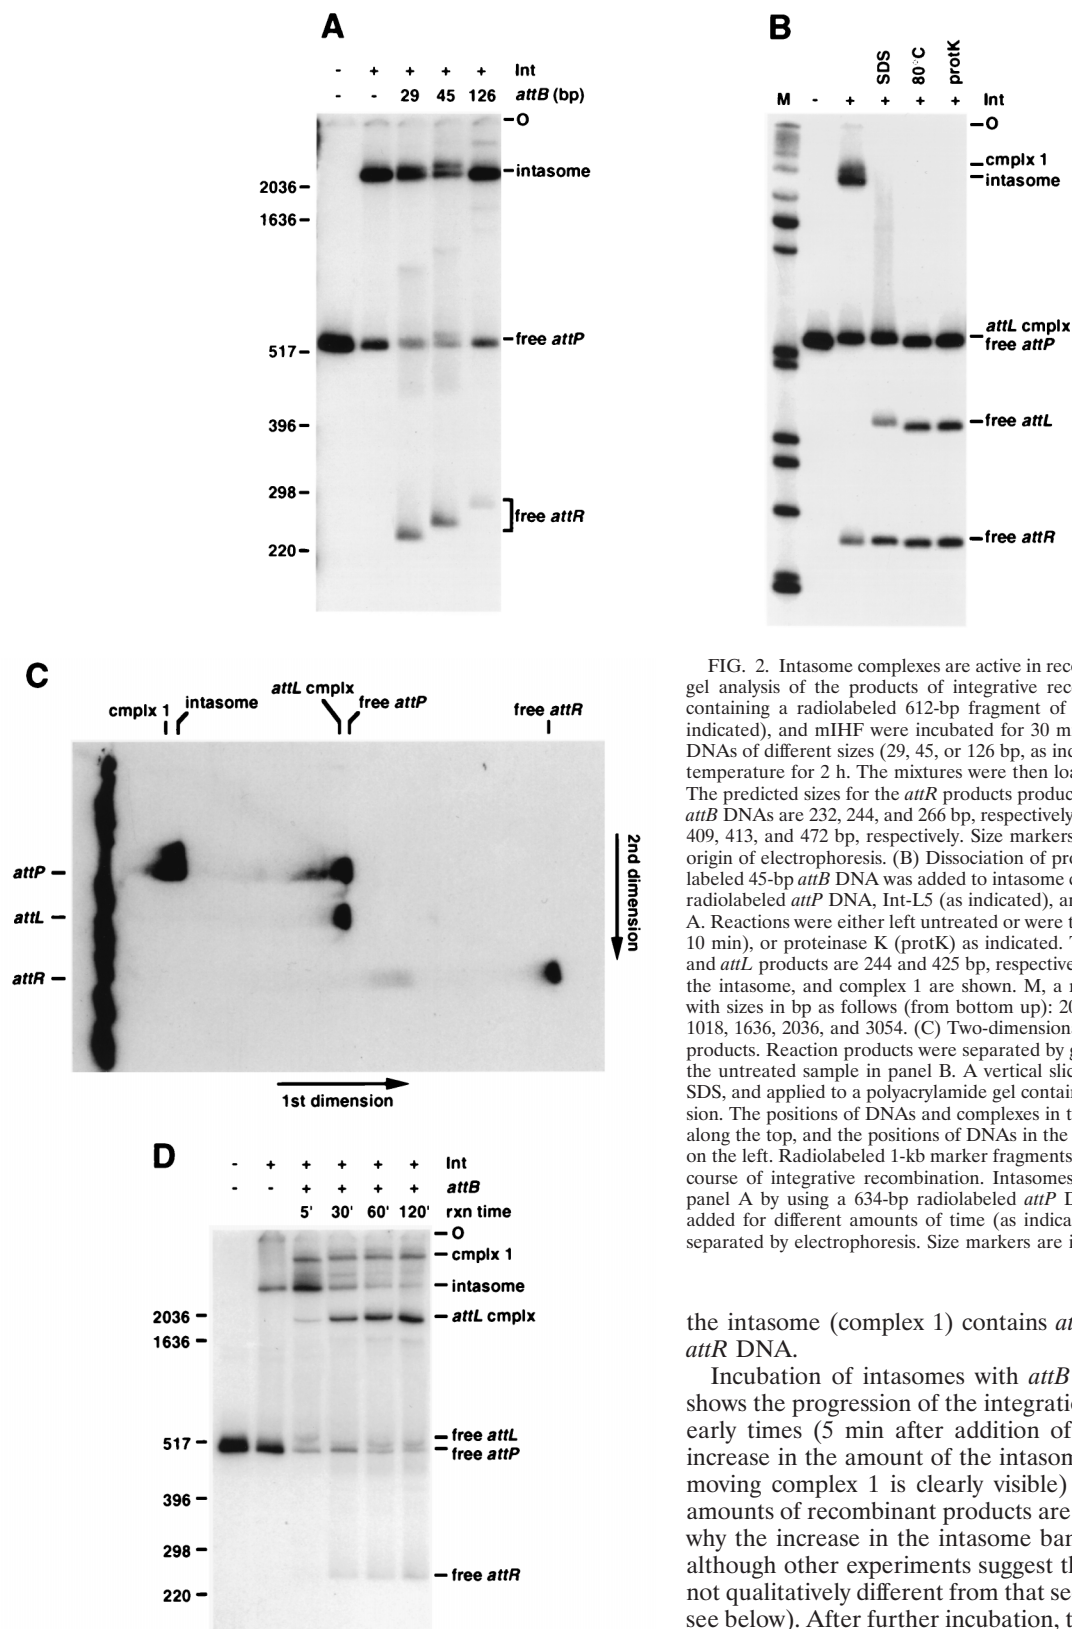 A
- + + + + Int
- - 29 45 126 attB (bp)
O
intasome
2036
1636
free attP
517
396
298
free attR
220
B
SDS
80°C
protK
M - + + + + Int
O
cmplx 1
intasome
attL cmplx
free attP
free attL
free attR
C
cmplx 1
intasome
attL cmplx
free attP
free attR
attP
attL
attR
2nd dimension
1st dimension
D
- + + + + + Int
- - + + + + attB
5' 30' 60' 120' rxn time
O
cmplx 1
intasome
2036
attL cmplx
1636
517
free attL
free attP
396
298
free attR
220
FIG. 2. Intasome complexes are active in reco
gel analysis of the products of integrative reco
containing a radiolabeled 612-bp fragment of
indicated), and mIHF were incubated for 30 m
DNAs of different sizes (29, 45, or 126 bp, as ind
temperature for 2 h. The mixtures were then loa
The predicted sizes for the attR products produc
attB DNAs are 232, 244, and 266 bp, respectively
409, 413, and 472 bp, respectively. Size markers
origin of electrophoresis. (B) Dissociation of pro
labeled 45-bp attB DNA was added to intasome c
radiolabeled attP DNA, Int-L5 (as indicated), an
A. Reactions were either left untreated or were t
10 min), or proteinase K (protK) as indicated. T
and attL products are 244 and 425 bp, respective
the intasome, and complex 1 are shown. M, a r
with sizes in bp as follows (from bottom up): 20
1018, 1636, 2036, and 3054. (C) Two-dimension
products. Reaction products were separated by g
the untreated sample in panel B. A vertical slic
SDS, and applied to a polyacrylamide gel contain
sion. The positions of DNAs and complexes in t
along the top, and the positions of DNAs in the
on the left. Radiolabeled 1-kb marker fragments
course of integrative recombination. Intasomes
panel A by using a 634-bp radiolabeled attP D
added for different amounts of time (as indica
separated by electrophoresis. Size markers are i
the intasome (complex 1) contains at
attR DNA.
Incubation of intasomes with attB
shows the progression of the integratio
early times (5 min after addition of
increase in the amount of the intasom
moving complex 1 is clearly visible)
amounts of recombinant products are
why the increase in the intasome ban
although other experiments suggest th
not qualitatively different from that se
see below). After further incubation, t